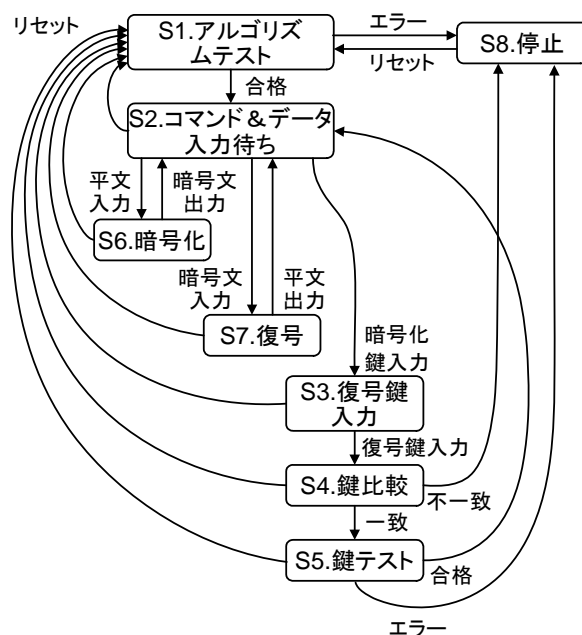 リセット
S1.アルゴリズ
ムテスト
エラー
リセット
S8.停止
合格
S2.コマンド＆データ
入力待ち
平文
入力
暗号文
出力
S6.暗号化
暗号文
入力
平文
出力
S7.復号
暗号化
鍵入力
S3.復号鍵
入力
復号鍵入力
S4.鍵比較
不一致
一致
S5.鍵テスト
合格
エラー